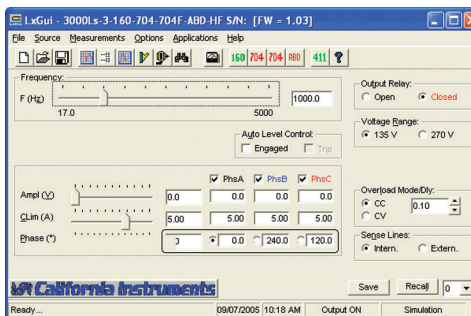 LxGui - 3000Ls-3-160-704-704F-ABD-HF S/N: [FW = 1.03]
File Source Measurements Options Applications Help
160 704 704 ABD 411 ?
Frequency:
F (Hz)
1000.0
17.0 5000
Output Relay:
Open Closed
Voltage Range:
135 V 270 V
Auto Level Control:
Engaged Trip
PhsA PhsB PhsC
Ampl (V) 0.0 0.0 0.0 0.0
CLim (A) 5.00 5.00 5.00 5.00
Phase (°) 0.0 240.0 120.0
Overload Mode/Dly:
CC
CV
0.10
Sense Lines:
Intern. Extern.
California Instruments
Save Recall 0
Ready... 09/07/2005 10:18 AM Output ON Simulation